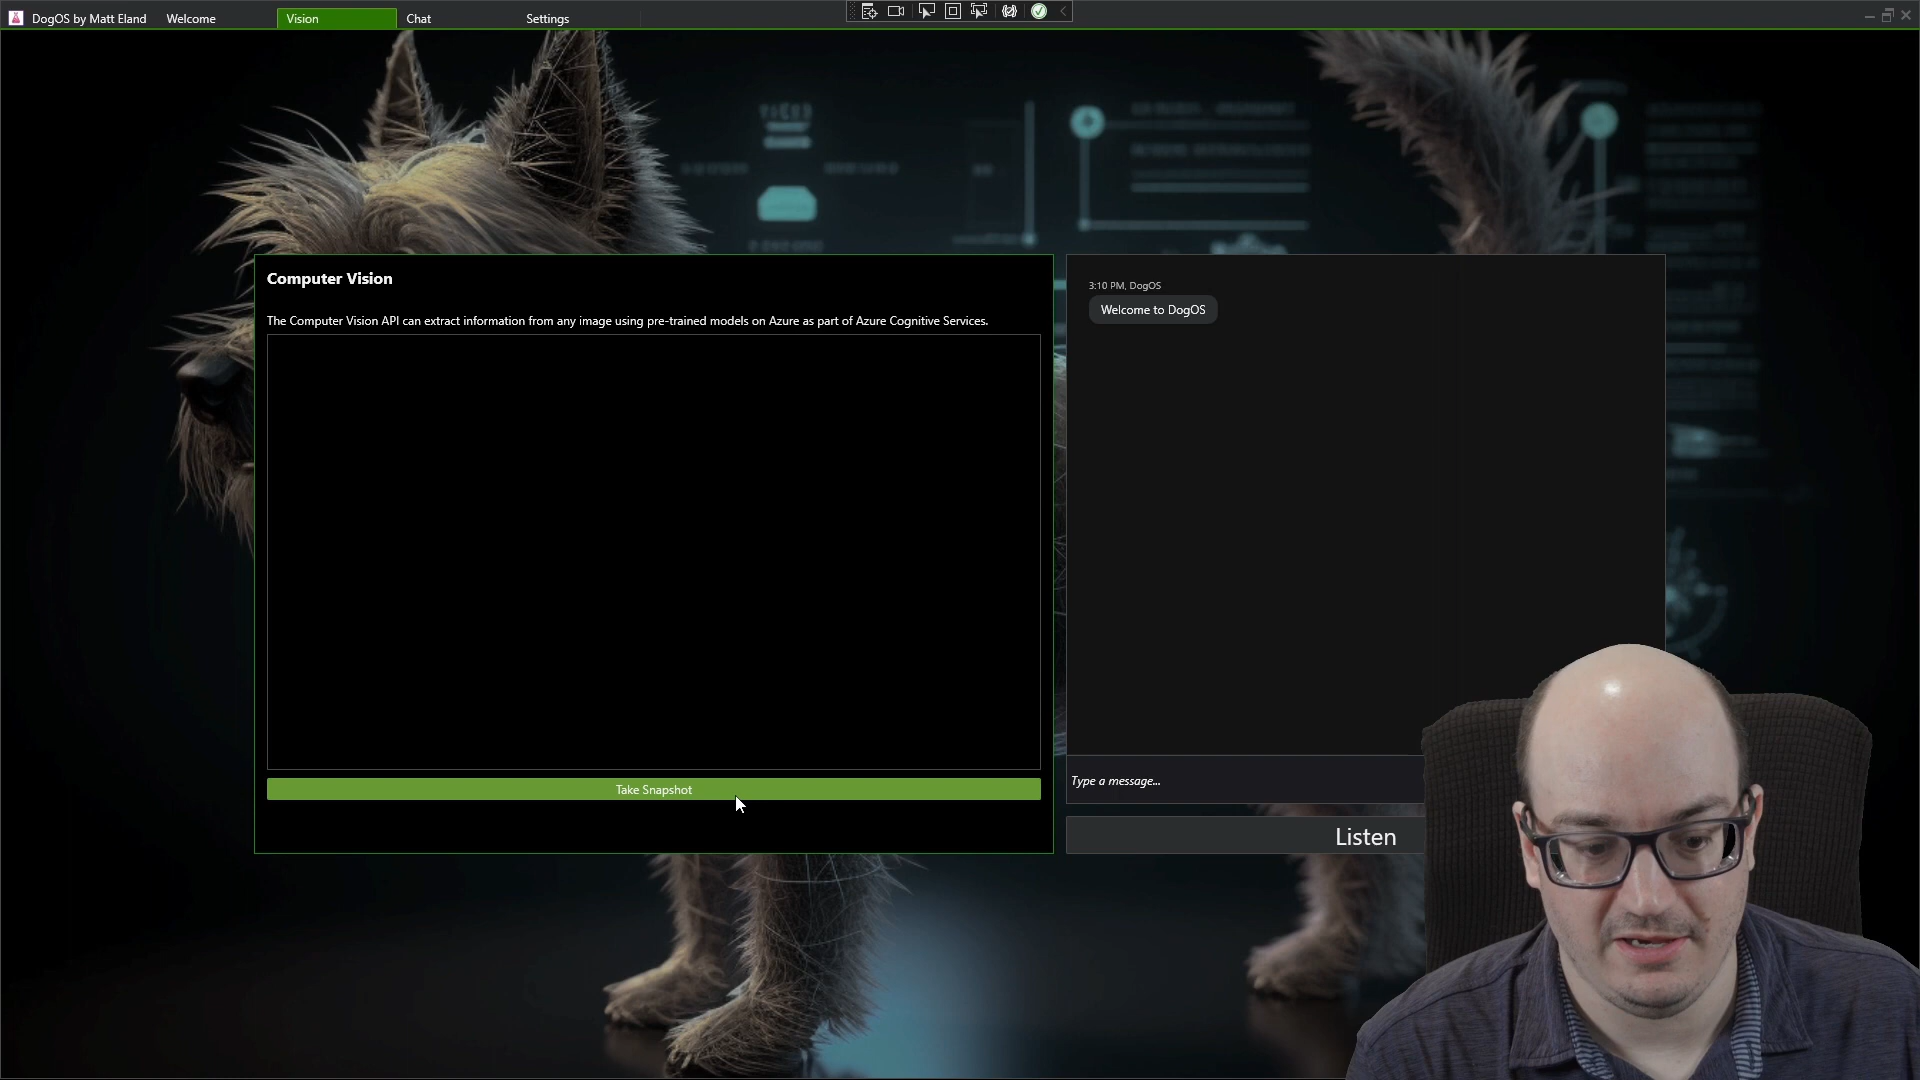 DogOS by Matt Eland
Welcome
Vision
Chat
Settings
Computer Vision
The Computer Vision API can extract information from any image using pre-trained models on Azure as part of Azure Cognitive Services.
Take Snapshot
3:10 PM, DogOS
Welcome to DogOS
Type a message...
Listen